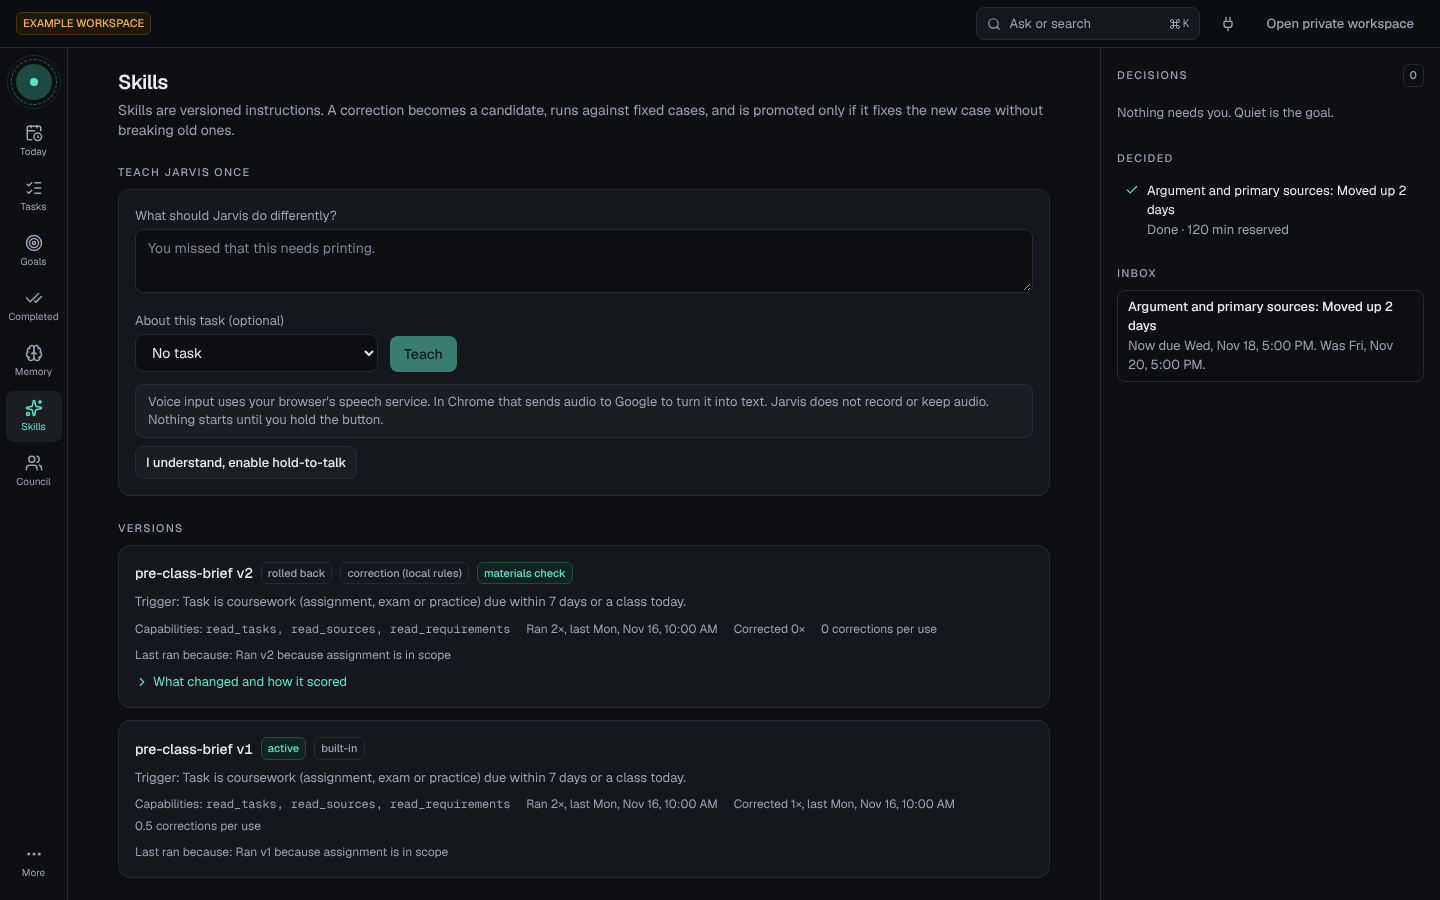 EXAMPLE WORKSPACE
Ask or search
⌘K
Open private workspace
Today
Tasks
Goals
Completed
Memory
Skills
Council
More
Skills
Skills are versioned instructions. A correction becomes a candidate, runs against fixed cases, and is promoted only if it fixes the new case without
breaking old ones.
TEACH JARVIS ONCE
What should Jarvis do differently?
You missed that this needs printing.
About this task (optional)
No task
Teach
Voice input uses your browser's speech service. In Chrome that sends audio to Google to turn it into text. Jarvis does not record or keep audio.
Nothing starts until you hold the button.
I understand, enable hold-to-talk
VERSIONS
pre-class-brief v2 rolled back correction (local rules) materials check
Trigger: Task is coursework (assignment, exam or practice) due within 7 days or a class today.
Capabilities: read_tasks, read_sources, read_requirements Ran 2×, last Mon, Nov 16, 10:00 AM Corrected 0× 0 corrections per use
Last ran because: Ran v2 because assignment is in scope
What changed and how it scored
pre-class-brief v1 active built-in
Trigger: Task is coursework (assignment, exam or practice) due within 7 days or a class today.
Capabilities: read_tasks, read_sources, read_requirements Ran 2×, last Mon, Nov 16, 10:00 AM Corrected 1×, last Mon, Nov 16, 10:00 AM
0.5 corrections per use
Last ran because: Ran v1 because assignment is in scope
DECISIONS
0
Nothing needs you. Quiet is the goal.
DECIDED
Argument and primary sources: Moved up 2
days
Done · 120 min reserved
INBOX
Argument and primary sources: Moved up 2
days
Now due Wed, Nov 18, 5:00 PM. Was Fri, Nov
20, 5:00 PM.